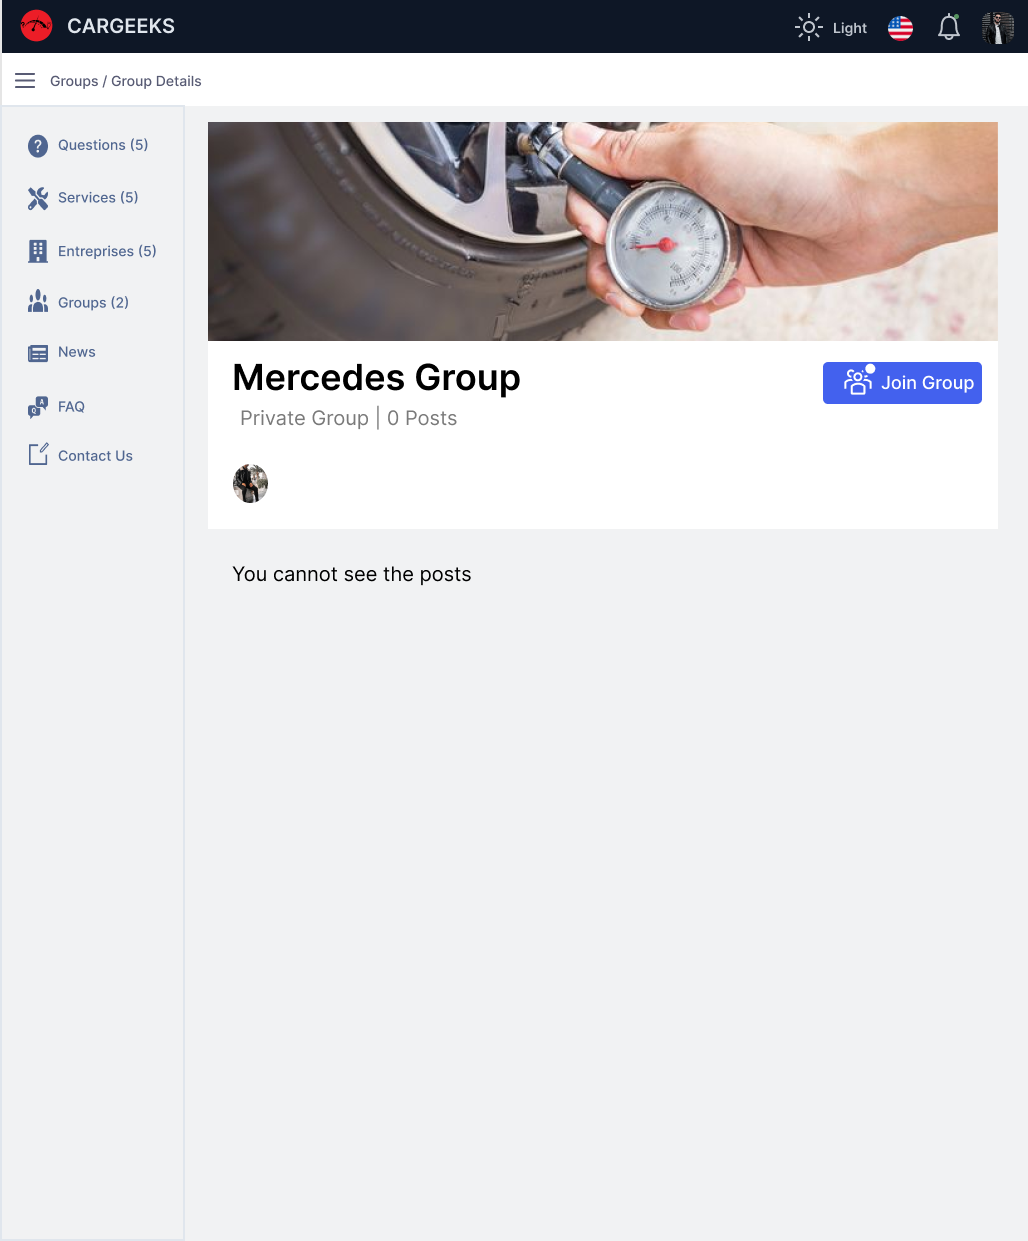 CARGEEKS
Light
Groups / Group Details
Questions (5)
Services (5)
Entreprises (5)
Groups (2)
News
FAQ
Contact Us
Mercedes Group
Join Group
Private Group | 0 Posts
You cannot see the posts